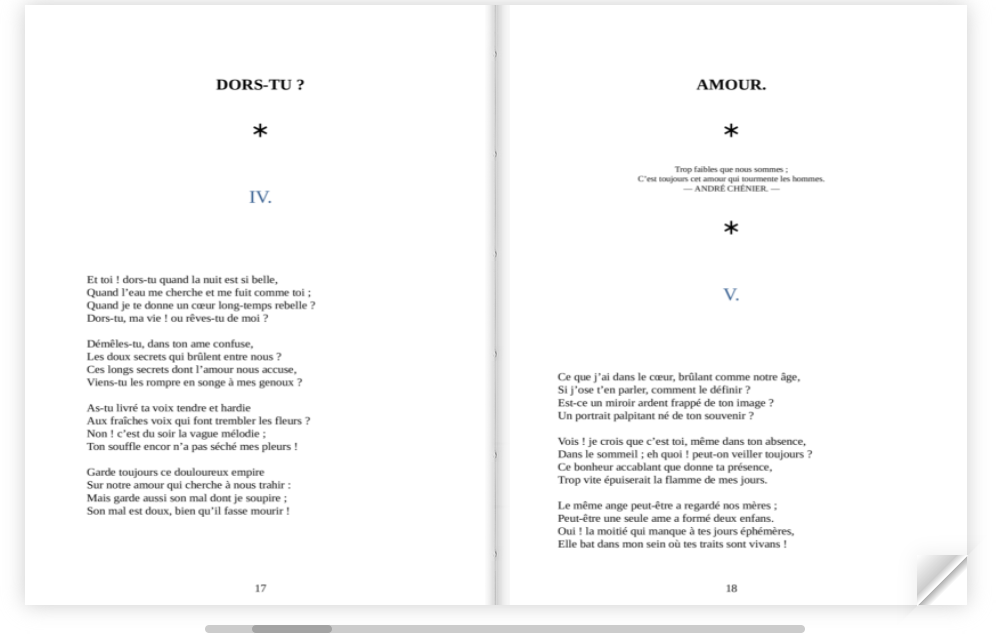 DORS-TU ?
*
IV.
Et toi ! dors-tu quand la nuit est si belle,
Quand l’eau me cherche et me fuit comme toi ;
Quand je te donne un cœur long-temps rebelle ?
Dors-tu, ma vie ! ou rêves-tu de moi ?
Démêles-tu, dans ton ame confuse,
Les doux secrets qui brûlent entre nous ?
Ces longs secrets dont l’amour nous accuse,
Viens-tu les rompre en songe à mes genoux ?
As-tu livré ta voix tendre et hardie
Aux fraîches voix qui font trembler les fleurs ?
Non ! c’est du soir la vague mélodie ;
Ton souffle encor n’a pas séché mes pleurs !
Garde toujours ce douloureux empire
Sur notre amour qui cherche à nous trahir :
Mais garde aussi son mal dont je soupire ;
Son mal est doux, bien qu’il fasse mourir !
17
AMOUR.
*
Trop faibles que nous sommes ;
C’est toujours cet amour qui tourmente les hommes.
— ANDRÉ CHÉNIER. —
*
V.
Ce que j’ai dans le cœur, brûlant comme notre âge,
Si j’ose t’en parler, comment le définir ?
Est-ce un miroir ardent frappé de ton image ?
Un portrait palpitant né de ton souvenir ?
Vois ! je crois que c’est toi, même dans ton absence,
Dans le sommeil ; eh quoi ! peut-on veiller toujours ?
Ce bonheur accablant que donne ta présence,
Trop vite épuiserait la flamme de mes jours.
Le même ange peut-être a regardé nos mères ;
Peut-être une seule ame a formé deux enfans.
Oui ! la moitié qui manque à tes jours éphémères,
Elle bat dans mon sein où tes traits sont vivans !
18